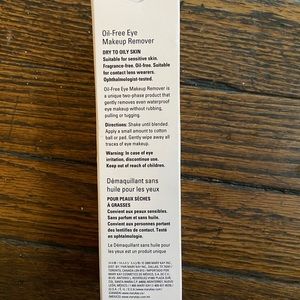 Oil-Free Eye
Makeup Remover
DRY TO OILY SKIN
Suitable for sensitive skin.
Fragrance-free. Oil-free. Suitable
for contact lens wearers.
Ophthalmologist-tested.
Oil-Free Eye Makeup Remover is
a unique two-phase product that
gently removes even waterproof
eye makeup without rubbing,
pulling or tugging.
Directions: Shake until blended.
Apply a small amount to cotton
ball or pad. Gently wipe away all
traces of eye makeup.
Warning: In case of eye
irritation, discontinue use.
Keep out of reach of children.
Démaquillant sans
huile pour les yeux
POUR PEAUX SÈCHES
À GRASSES
Convient aux peaux sensibles.
Sans parfum et sans huile.
Convient aux personnes portant
des lentilles de contact. Testé
en ophtalmologie.
Le Démaquillant sans huile pour
les yeux est un produit unique